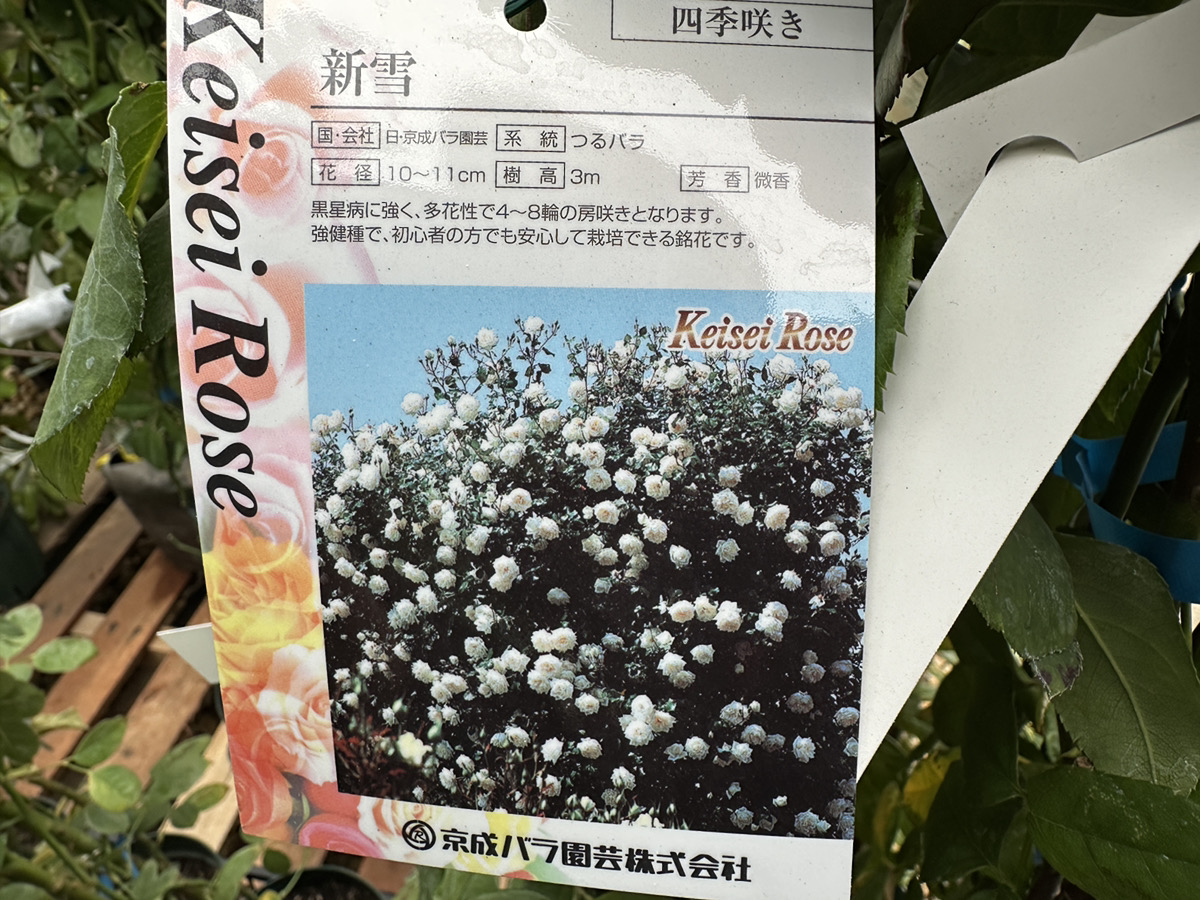 四季咲き
Keisei Rose
新雪
国・会社 日・京成バラ園芸 系統 つるバラ
花径 10〜11cm 樹高 3m 芳香 微香
黒星病に強く、多花性で4〜8輪の房咲きとなります。
強健種で、初心者の方でも安心して栽培できる銘花です。
Keisei Rose
京成バラ園芸株式会社